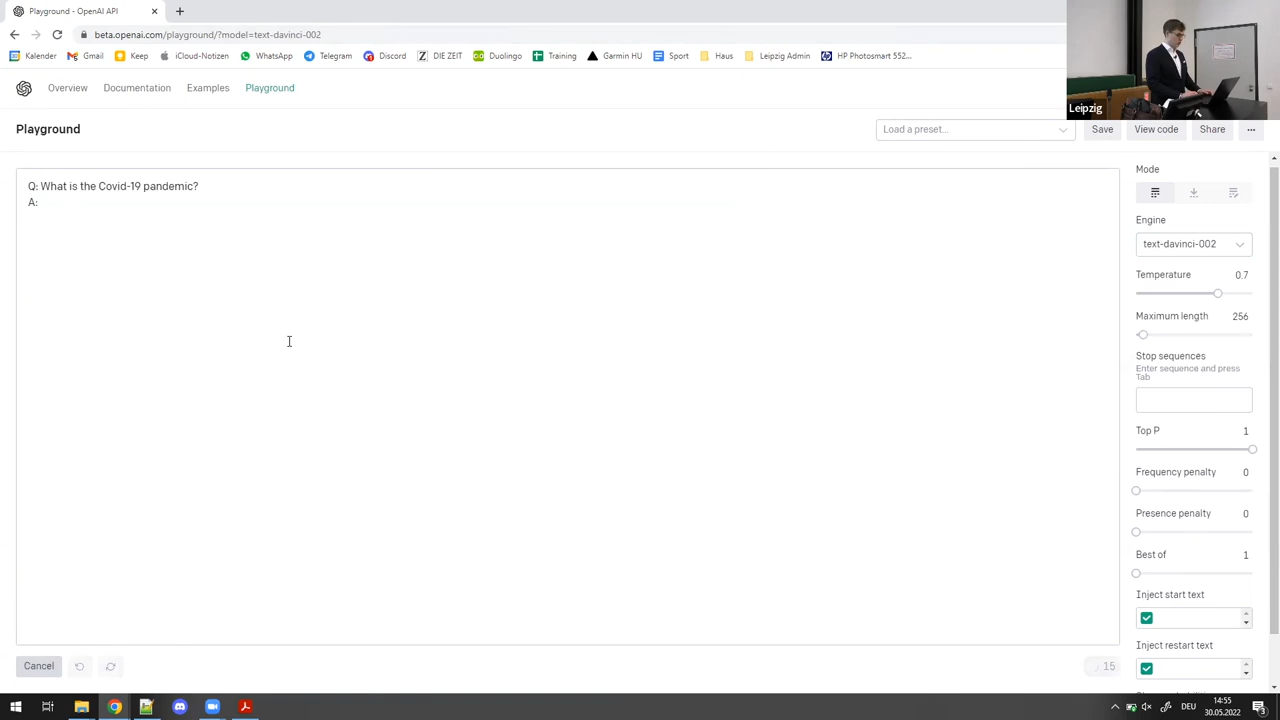 Playground - OpenAI API
beta.openai.com/playground/?model=text-davinci-002
Kalender Gmail Keep iCloud-Notizen WhatsApp Telegram Discord DIE ZEIT Duolingo Training Garmin HU Sport Haus Leipzig Admin HP Photosmart 552...
Leipzig
Overview Documentation Examples Playground
Playground
Load a preset... Save View code Share ...
Q: What is the Covid-19 pandemic?
A:
Mode
Engine
text-davinci-002
Temperature 0.7
Maximum length 256
Stop sequences
Enter sequence and press
Tab
Top P 1
Frequency penalty 0
Presence penalty 0
Best of 1
Inject start text
Inject restart text
Cancel
15
DEU
14:55
30.05.2022
3